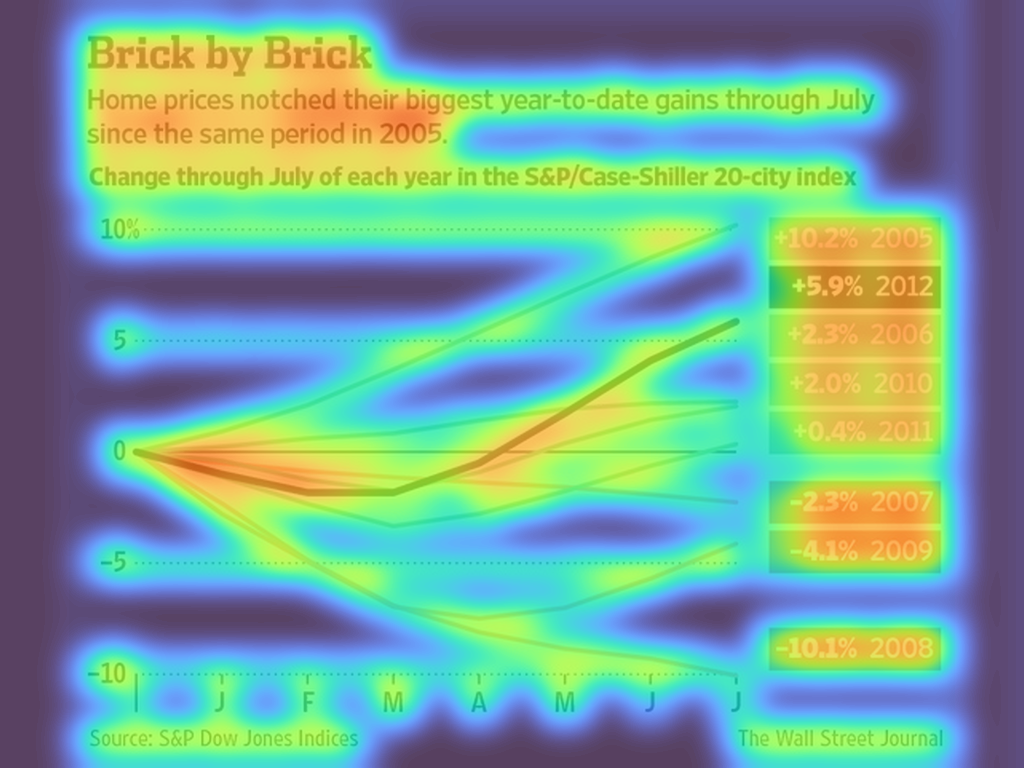 Brick by Brick
Home prices notched their biggest year-to-date gains through July
since the same period in 2005.
Change through July of each year in the S&P/Case-Shiller 20-city index
10%
5
0
–5
–10
+10.2% 2005
+5.9% 2012
+2.3% 2006
+2.0% 2010
+0.4% 2011
–2.3% 2007
–4.1% 2009
–10.1% 2008
J F M A M J J
Source: S&P Dow Jones Indices
The Wall Street Journal